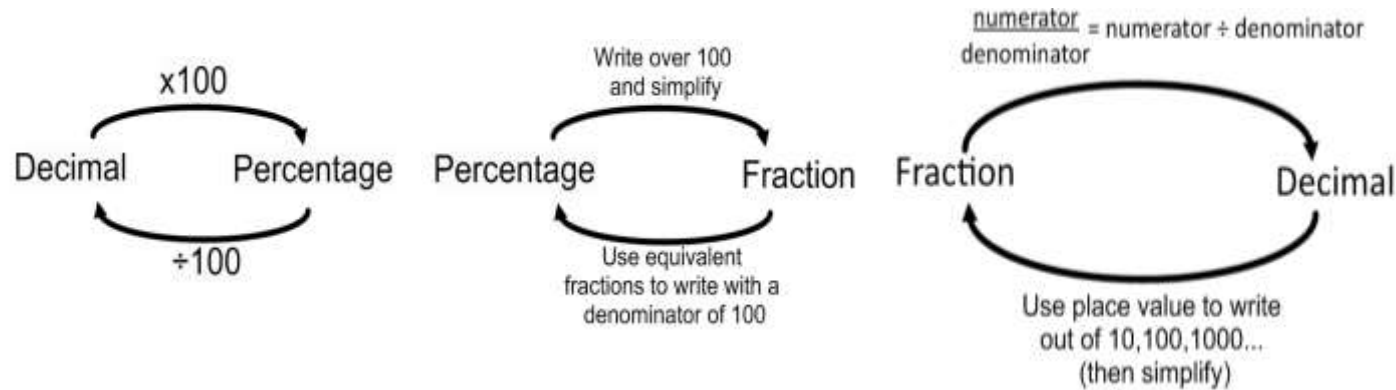 x100
Decimal
Percentage
÷100
Write over 100
and simplify
Percentage
Fraction
Use equivalent
fractions to write with a
denominator of 100
numerator
denominator
= numerator ÷ denominator
Fraction
Decimal
Use place value to write
out of 10,100,1000...
(then simplify)